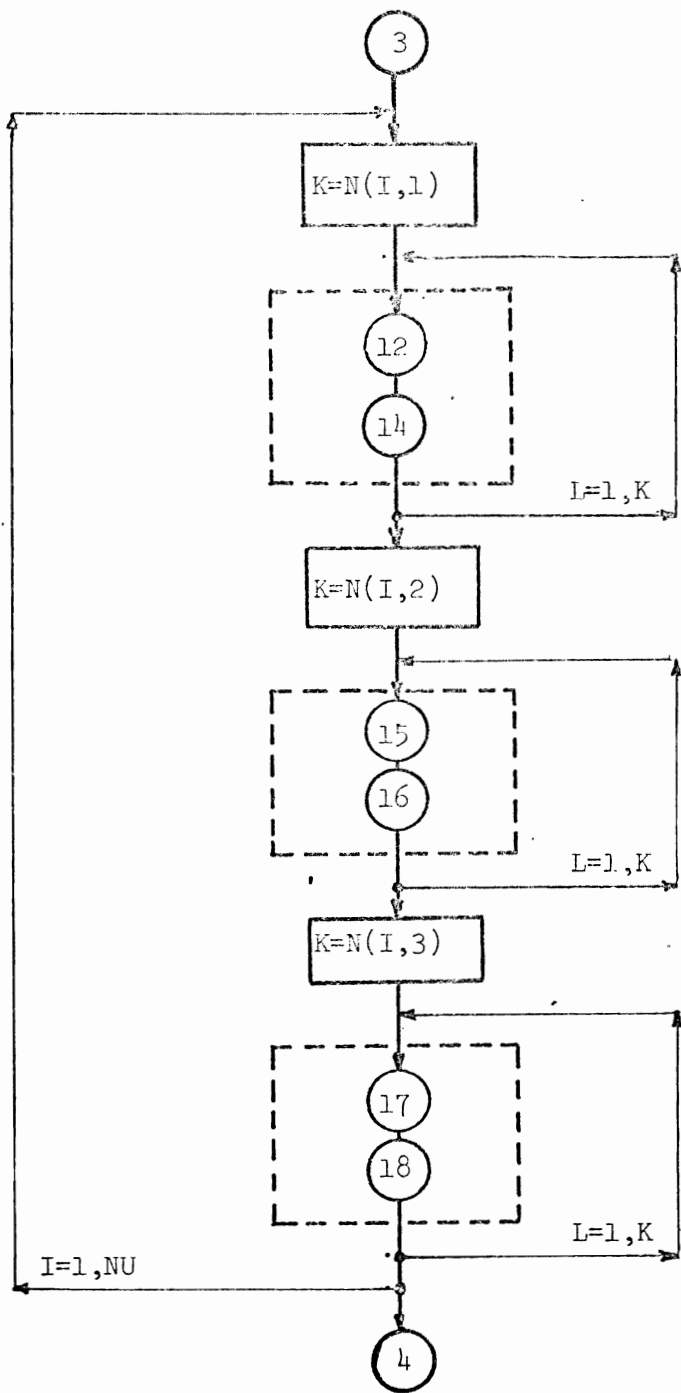 3
K=N(I,1)
12
14
L=1,K
K=N(I,2)
15
16
L=1,K
K=N(I,3)
17
18
L=1,K
I=1,NU
4